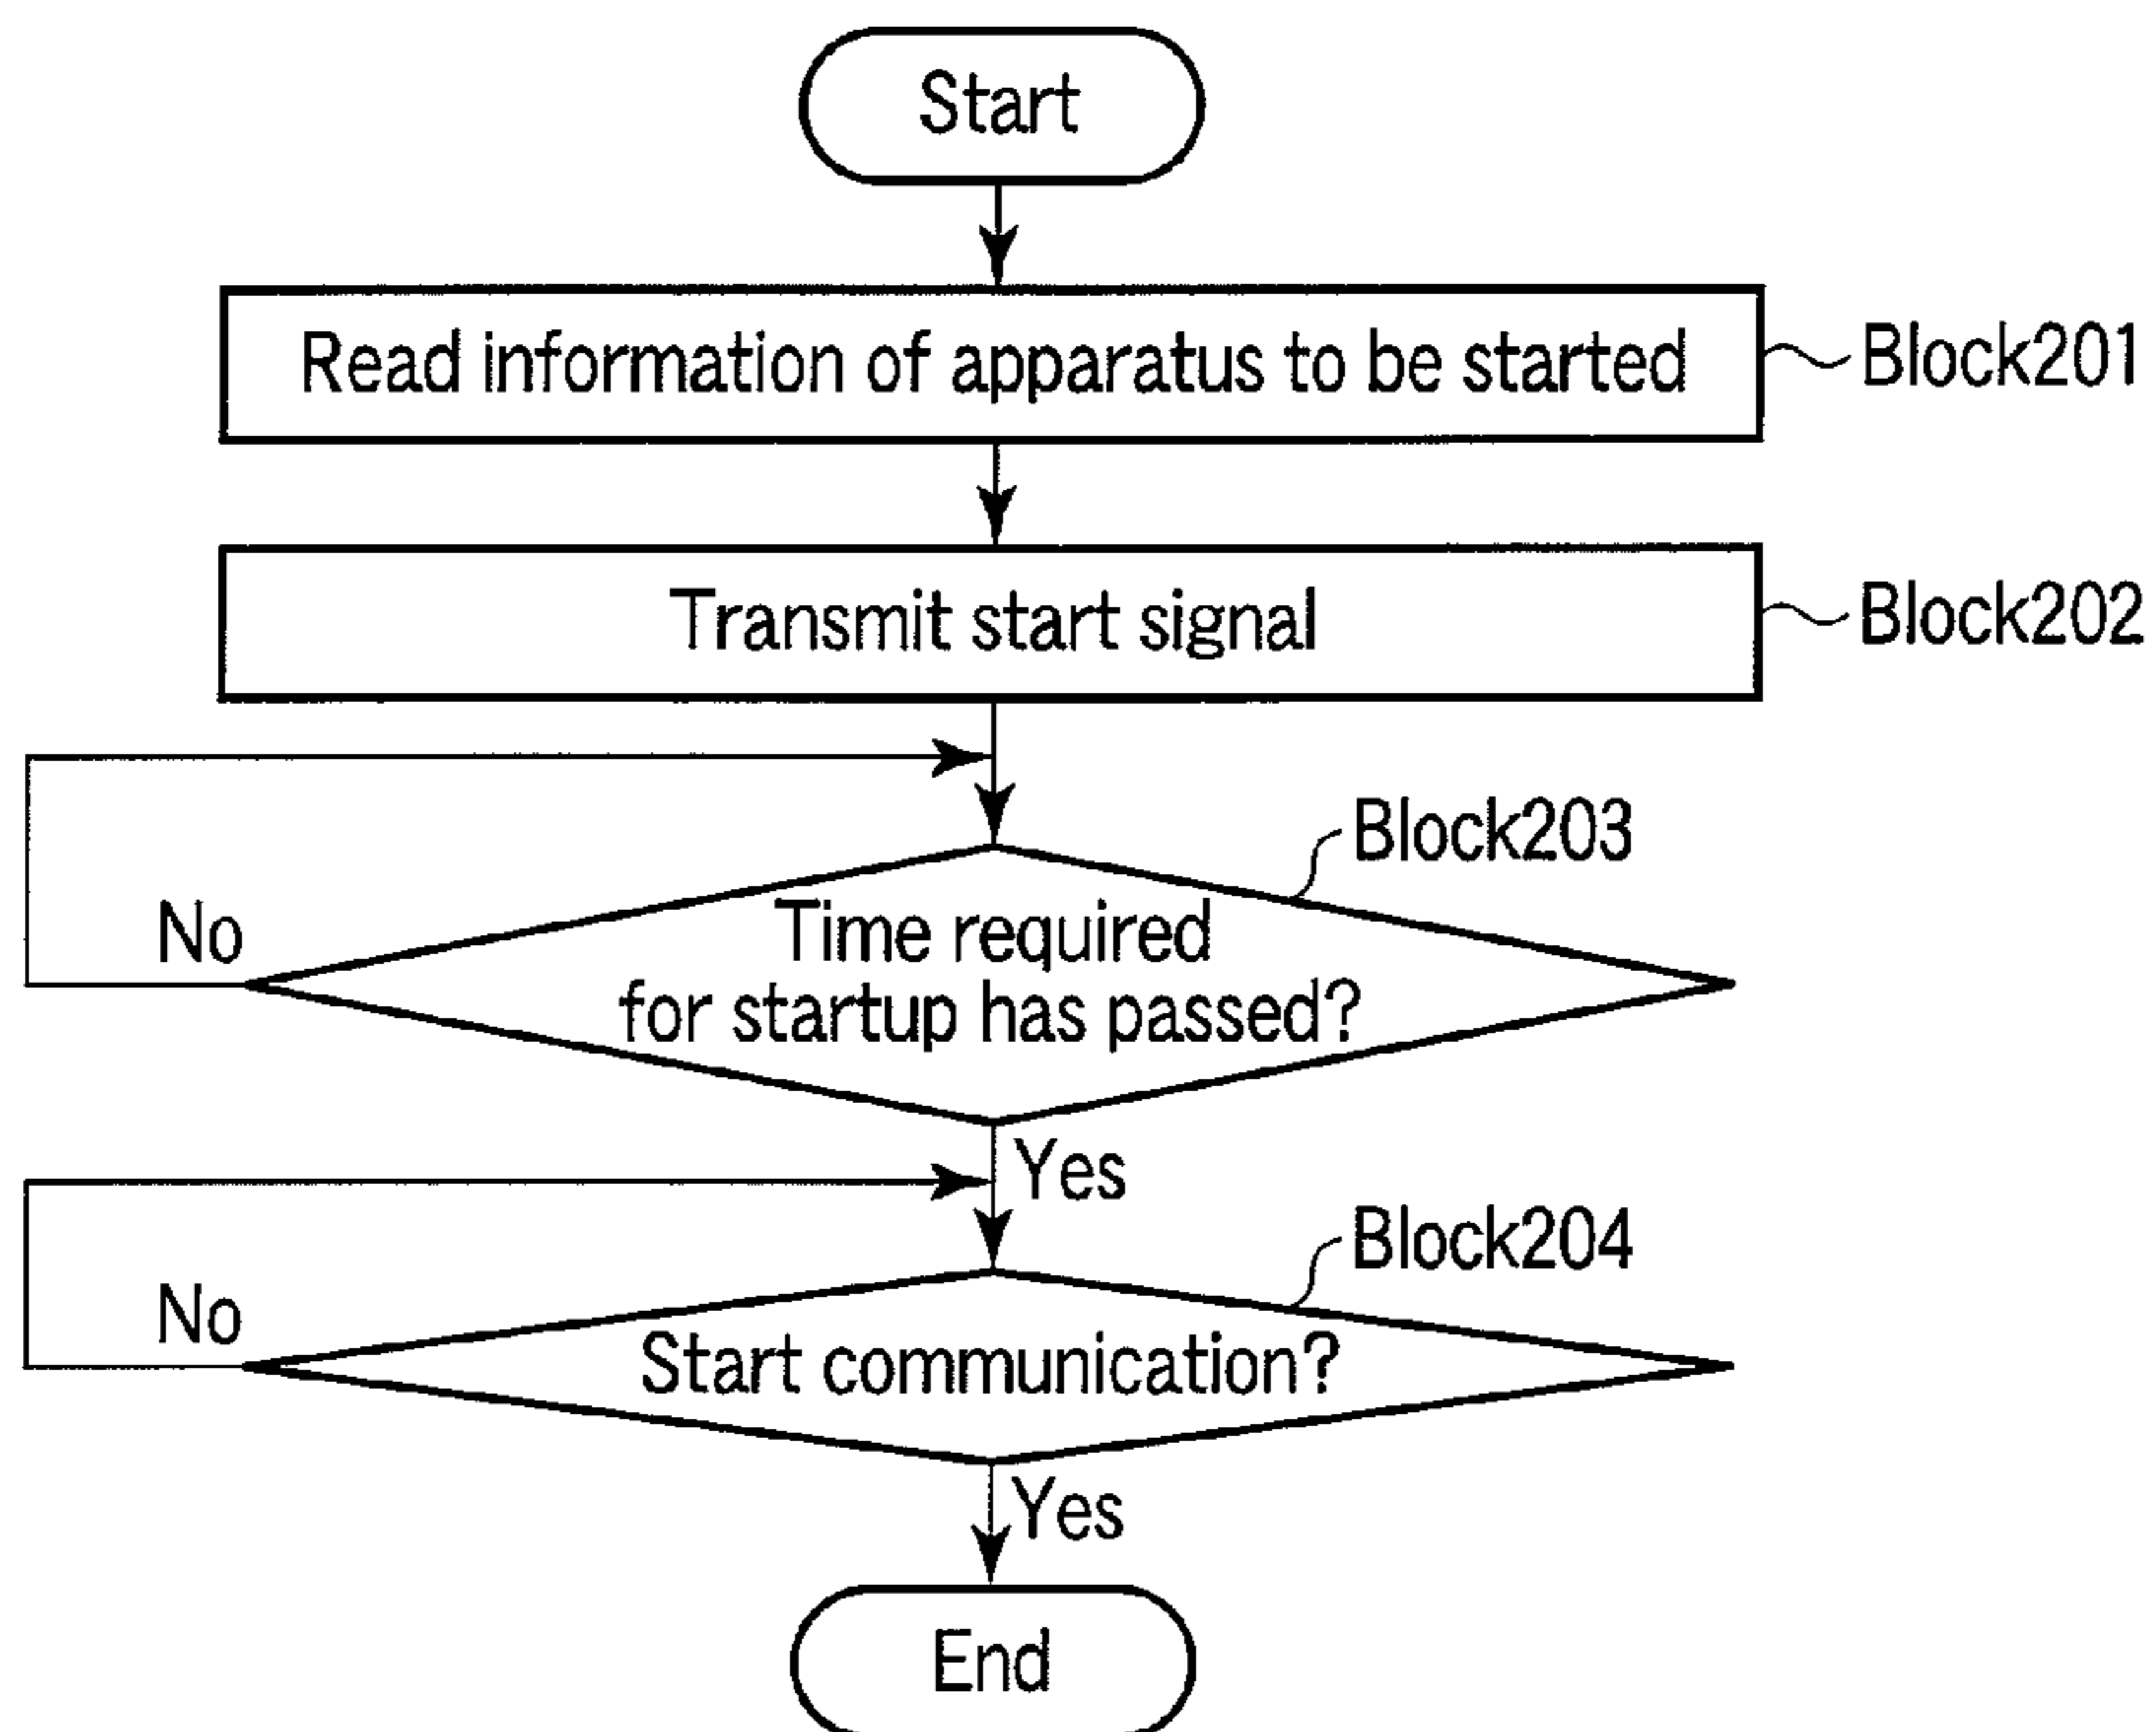 Start
Read information of apparatus to be started
Block201
Transmit start signal
Block202
Block203
No
Time required
for startup has passed?
Yes
Block204
No
Start communication?
Yes
End